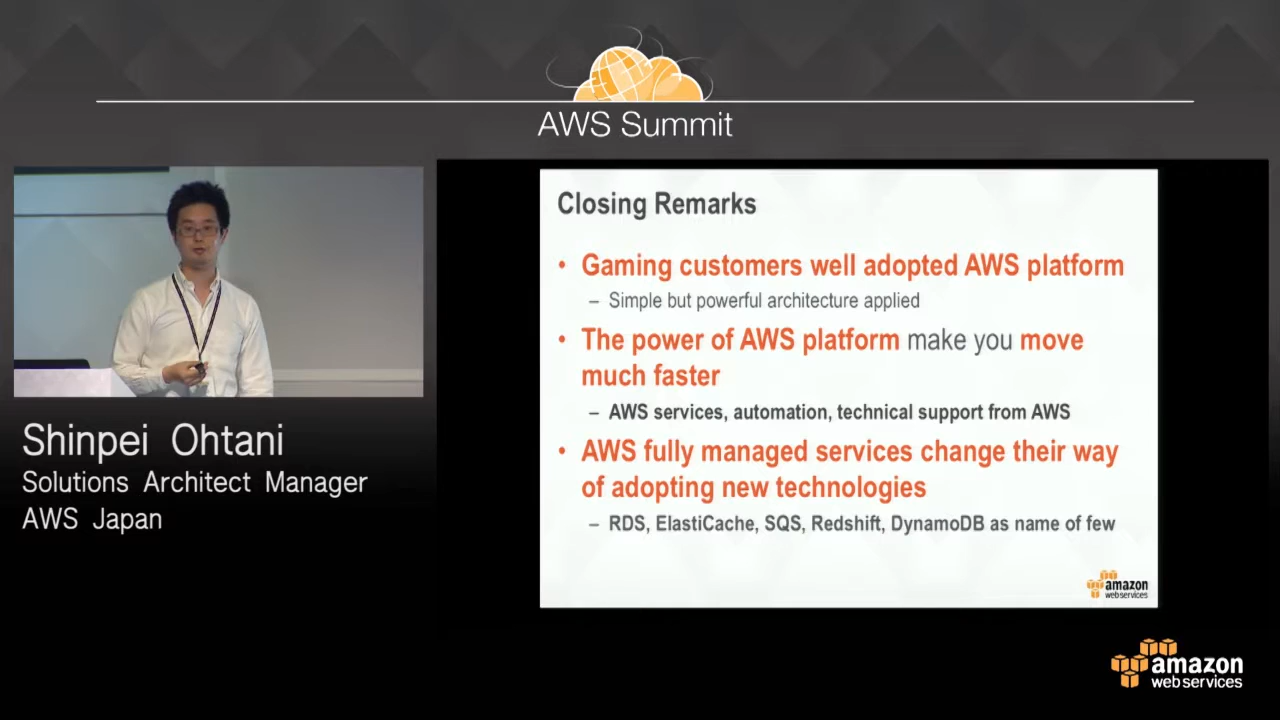 AWS Summit
Closing Remarks
• Gaming customers well adopted AWS platform
– Simple but powerful architecture applied
• The power of AWS platform make you move
much faster
– AWS services, automation, technical support from AWS
• AWS fully managed services change their way
of adopting new technologies
– RDS, ElastiCache, SQS, Redshift, DynamoDB as name of few
amazon
web services
Shinpei Ohtani
Solutions Architect Manager
AWS Japan
amazon
web services